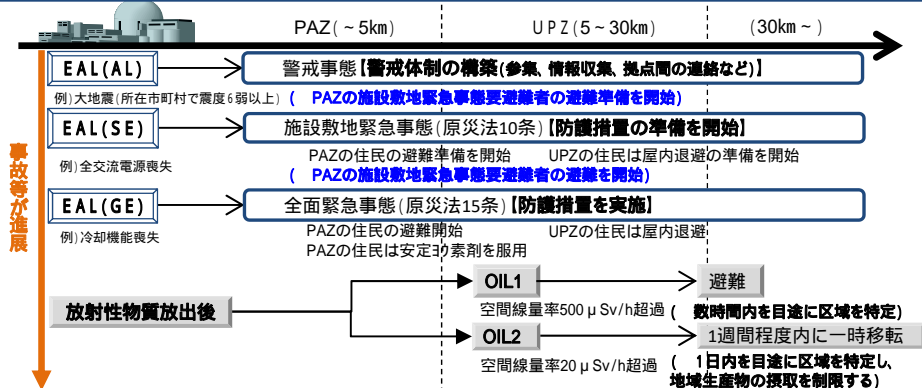 PAZ(~5km)
UPZ(5~30km)
(30km~)
EAL(AL)
警戒事態【警戒体制の構築(参集、情報収集、拠点間の連絡など)】
例)大地震(所在市町村で震度6弱以上)
( PAZの施設敷地緊急事態要避難者の避難準備を開始)
EAL(SE)
施設敷地緊急事態(原災法10条)【防護措置の準備を開始】
例)全交流電源喪失
PAZの住民の避難準備を開始
UPZの住民は屋内退避の準備を開始
( PAZの施設敷地緊急事態要避難者の避難を開始)
EAL(GE)
全面緊急事態(原災法15条)【防護措置を実施】
例)冷却機能喪失
PAZの住民の避難開始
UPZの住民は屋内退避
PAZの住民は安定ヨウ素剤を服用
事故等が進展
放射性物質放出後
OIL1
避難
空間線量率500μSv/h超過
( 数時間内を目途に区域を特定)
OIL2
1週間程度内に一時移転
空間線量率20μSv/h超過
( 1日内を目途に区域を特定し、
地域生産物の摂取を制限する)